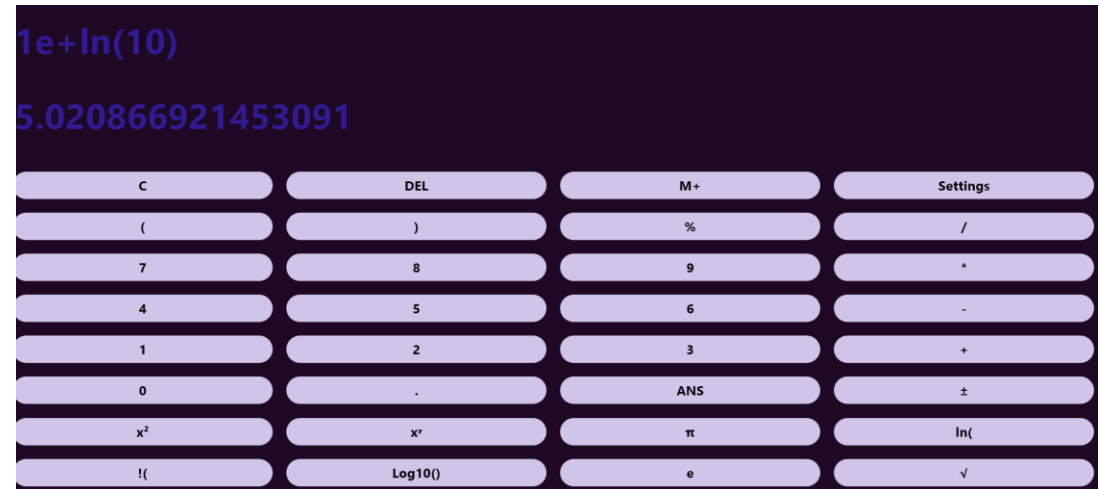 1e+ln(10)
5.020866921453091
C DEL M+ Settings
( ) % /
7 8 9 *
4 5 6 -
1 2 3 +
0 . ANS ±
x² xʸ π ln(
!( Log10() e √